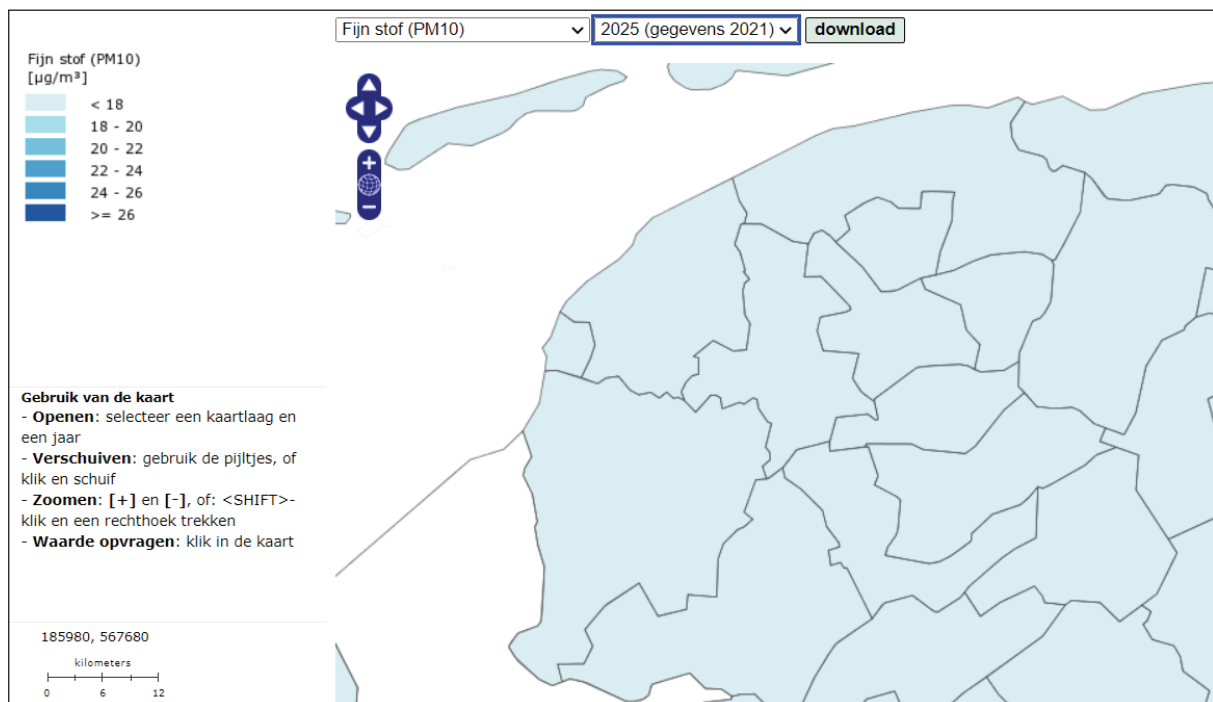 Fijn stof (PM10)
2025 (gegevens 2021)
download
Fijn stof (PM10)
[µg/m³]
< 18
18 - 20
20 - 22
22 - 24
24 - 26
>= 26
Gebruik van de kaart
- Openen: selecteer een kaartlaag en
een jaar
- Verschuiven: gebruik de pijltjes, of
klik en schuif
- Zoomen: [+] en [-], of: <SHIFT>-
klik en een rechthoek trekken
- Waarde opvragen: klik in de kaart
185980, 567680
kilometers
0 6 12